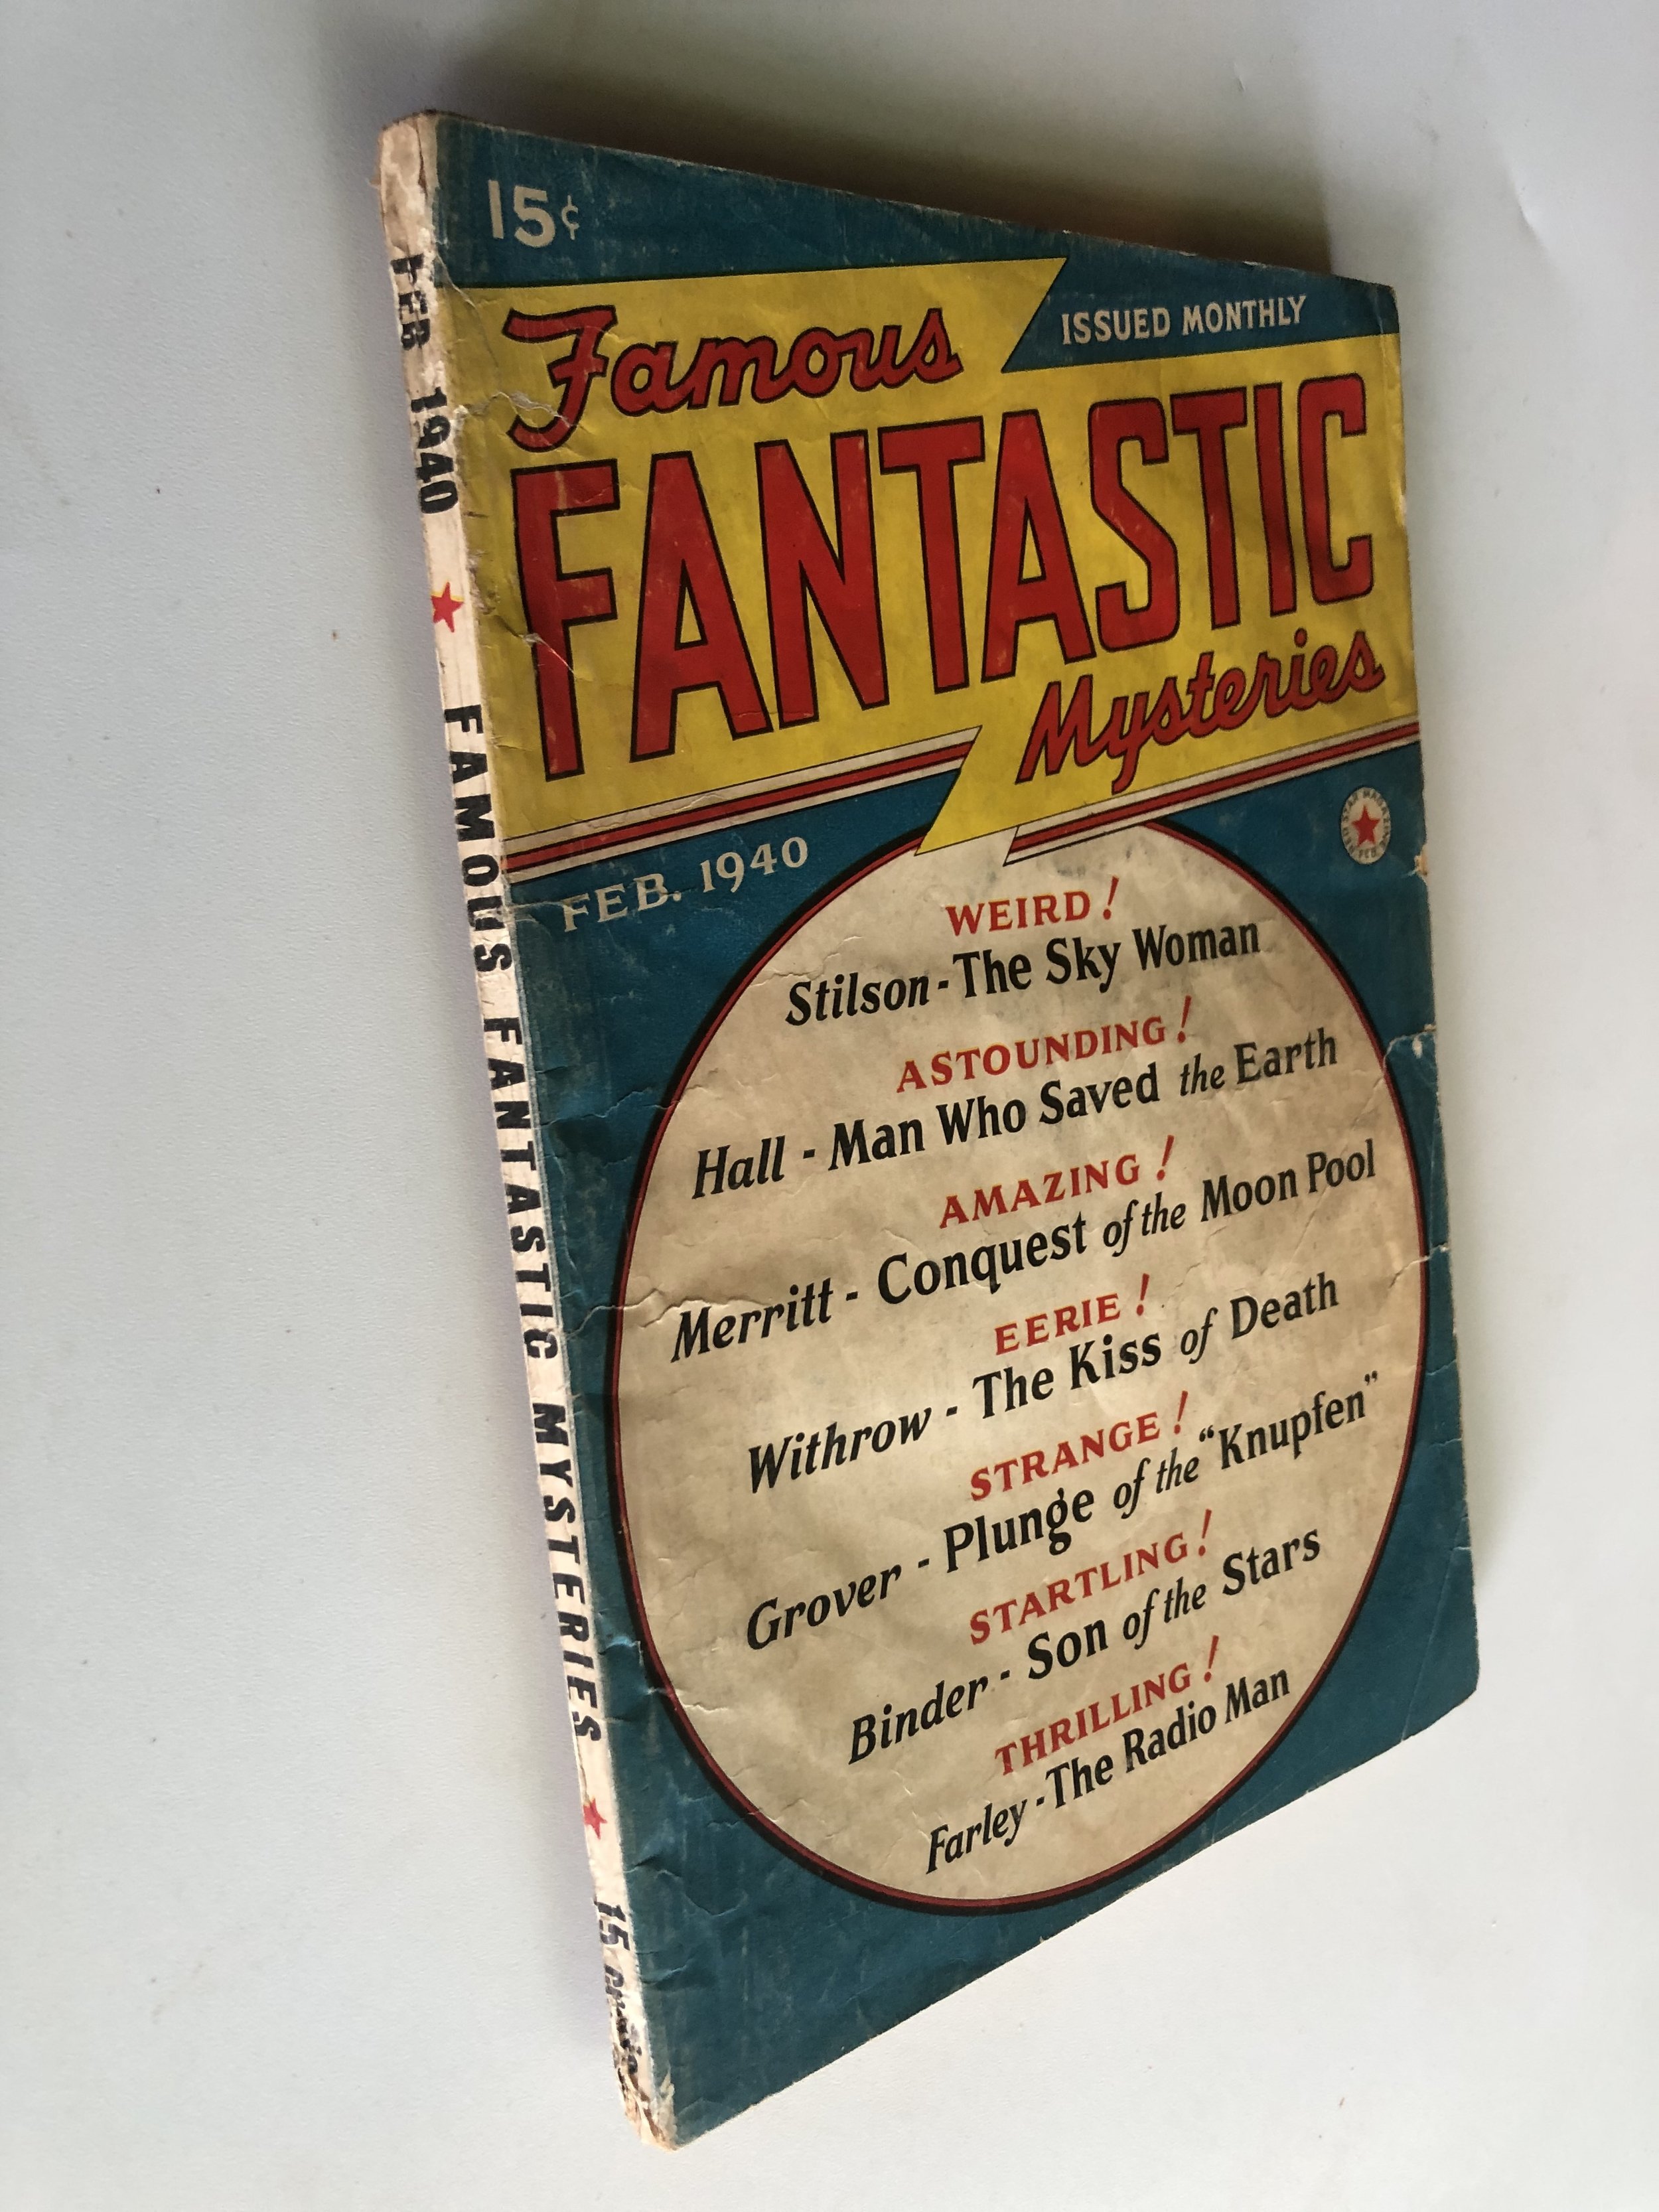 15¢
Famous
ISSUED MONTHLY
FANTASTIC
Mysteries
FEB. 1940
WEIRD!
Stilson - The Sky Woman
ASTOUNDING!
Hall - Man Who Saved the Earth
AMAZING!
Merritt - Conquest of the Moon Pool
EERIE!
Withrow - The Kiss of Death
STRANGE!
Grover - Plunge of the “Knupfen”
STARTLING!
Binder - Son of the Stars
THRILLING!
Farley - The Radio Man
FEB 1940 FAMOUS FANTASTIC MYSTERIES 15